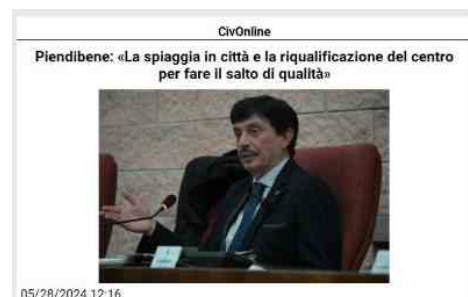 CivOnline
Piendibene: «La spiaggia in città e la riqualificazione del centro
per fare il salto di qualità»
05/28/2024 12:16